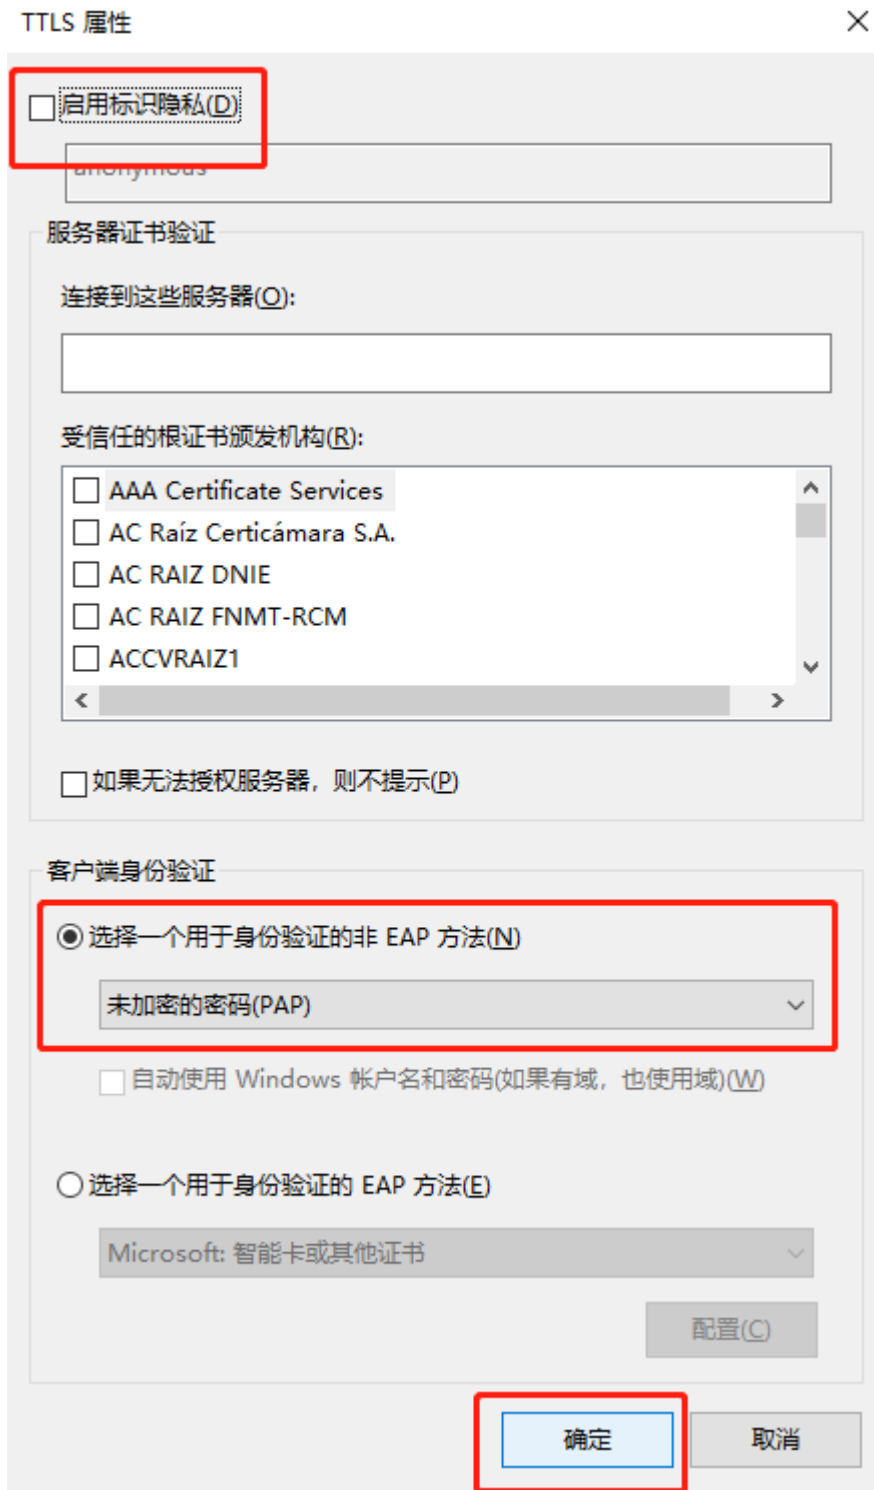 TTLS 属性
启用标识隐私(D)
anonymous
服务器证书验证
连接到这些服务器(O):
受信任的根证书颁发机构(R):
AAA Certificate Services
AC Raíz Certicámara S.A.
AC RAIZ DNIE
AC RAIZ FNMT-RCM
ACCVRAIZ1
如果无法授权服务器，则不提示(P)
客户端身份验证
选择一个用于身份验证的非 EAP 方法(N)
未加密的密码(PAP)
自动使用 Windows 帐户名和密码(如果有域，也使用域)(W)
选择一个用于身份验证的 EAP 方法(E)
Microsoft: 智能卡或其他证书
配置(C)
确定
取消